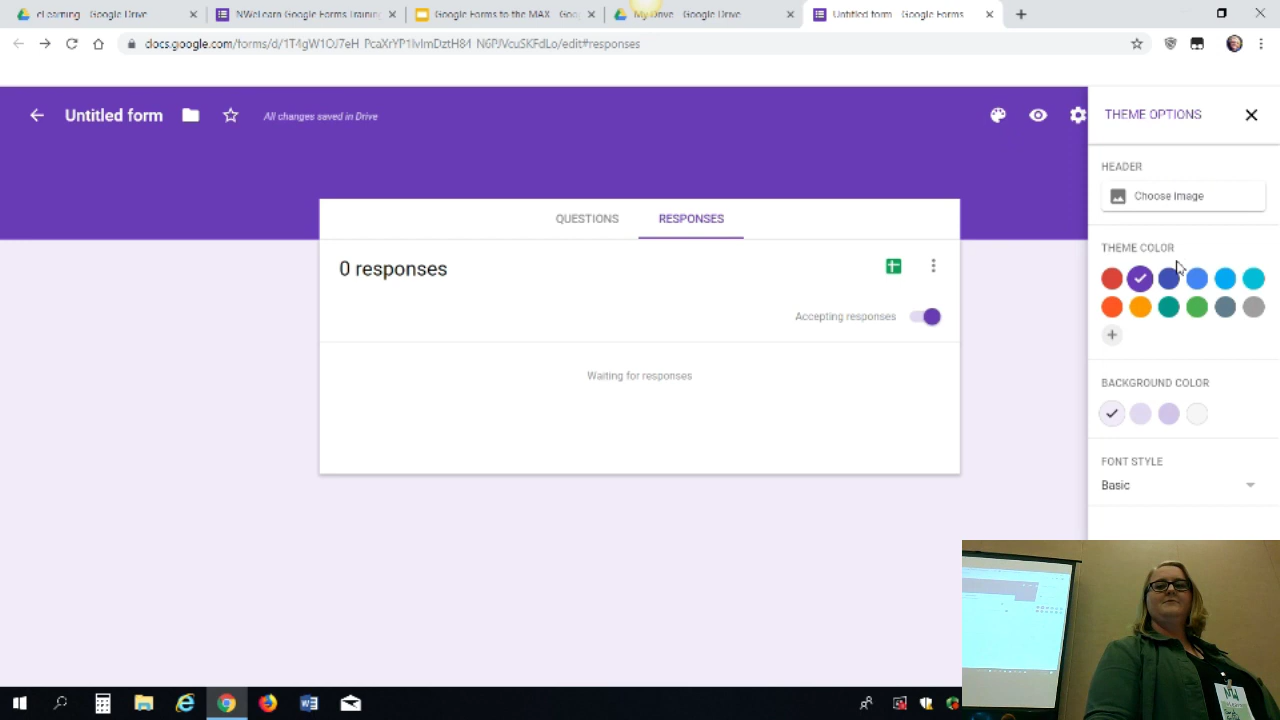 eLearning - Google Drive
NWeLearn Google Forms Training
Google Forms to the MAX - Goo
My Drive - Google Drive
Untitled form - Google Forms
docs.google.com/forms/d/
/edit#responses
Untitled form
All changes saved in Drive
THEME OPTIONS
HEADER
Choose Image
QUESTIONS
RESPONSES
THEME COLOR
0 responses
Accepting responses
Waiting for responses
BACKGROUND COLOR
FONT STYLE
Basic